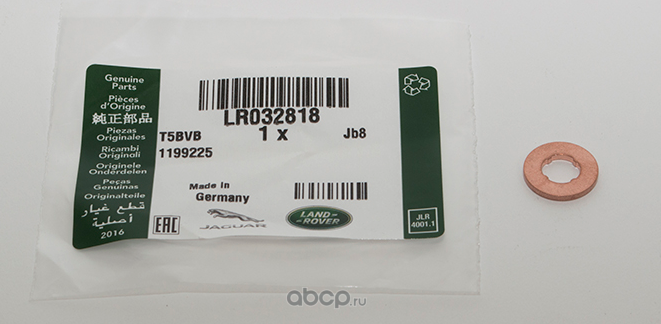 Genuine
Parts
Pièces
d'Origine
純正部品
Piezas
Originales
Ricambi
Originali
Originele
Onderdelen
Peças
Genuinas
Originalteile
قطع غيار
أصلية
2016
LR032818
1 x
Jb8
T5BVB
1199225
Made in
Germany
EAC
JAGUAR
LAND-
ROVER
JLR
4001.1
abcp.ru